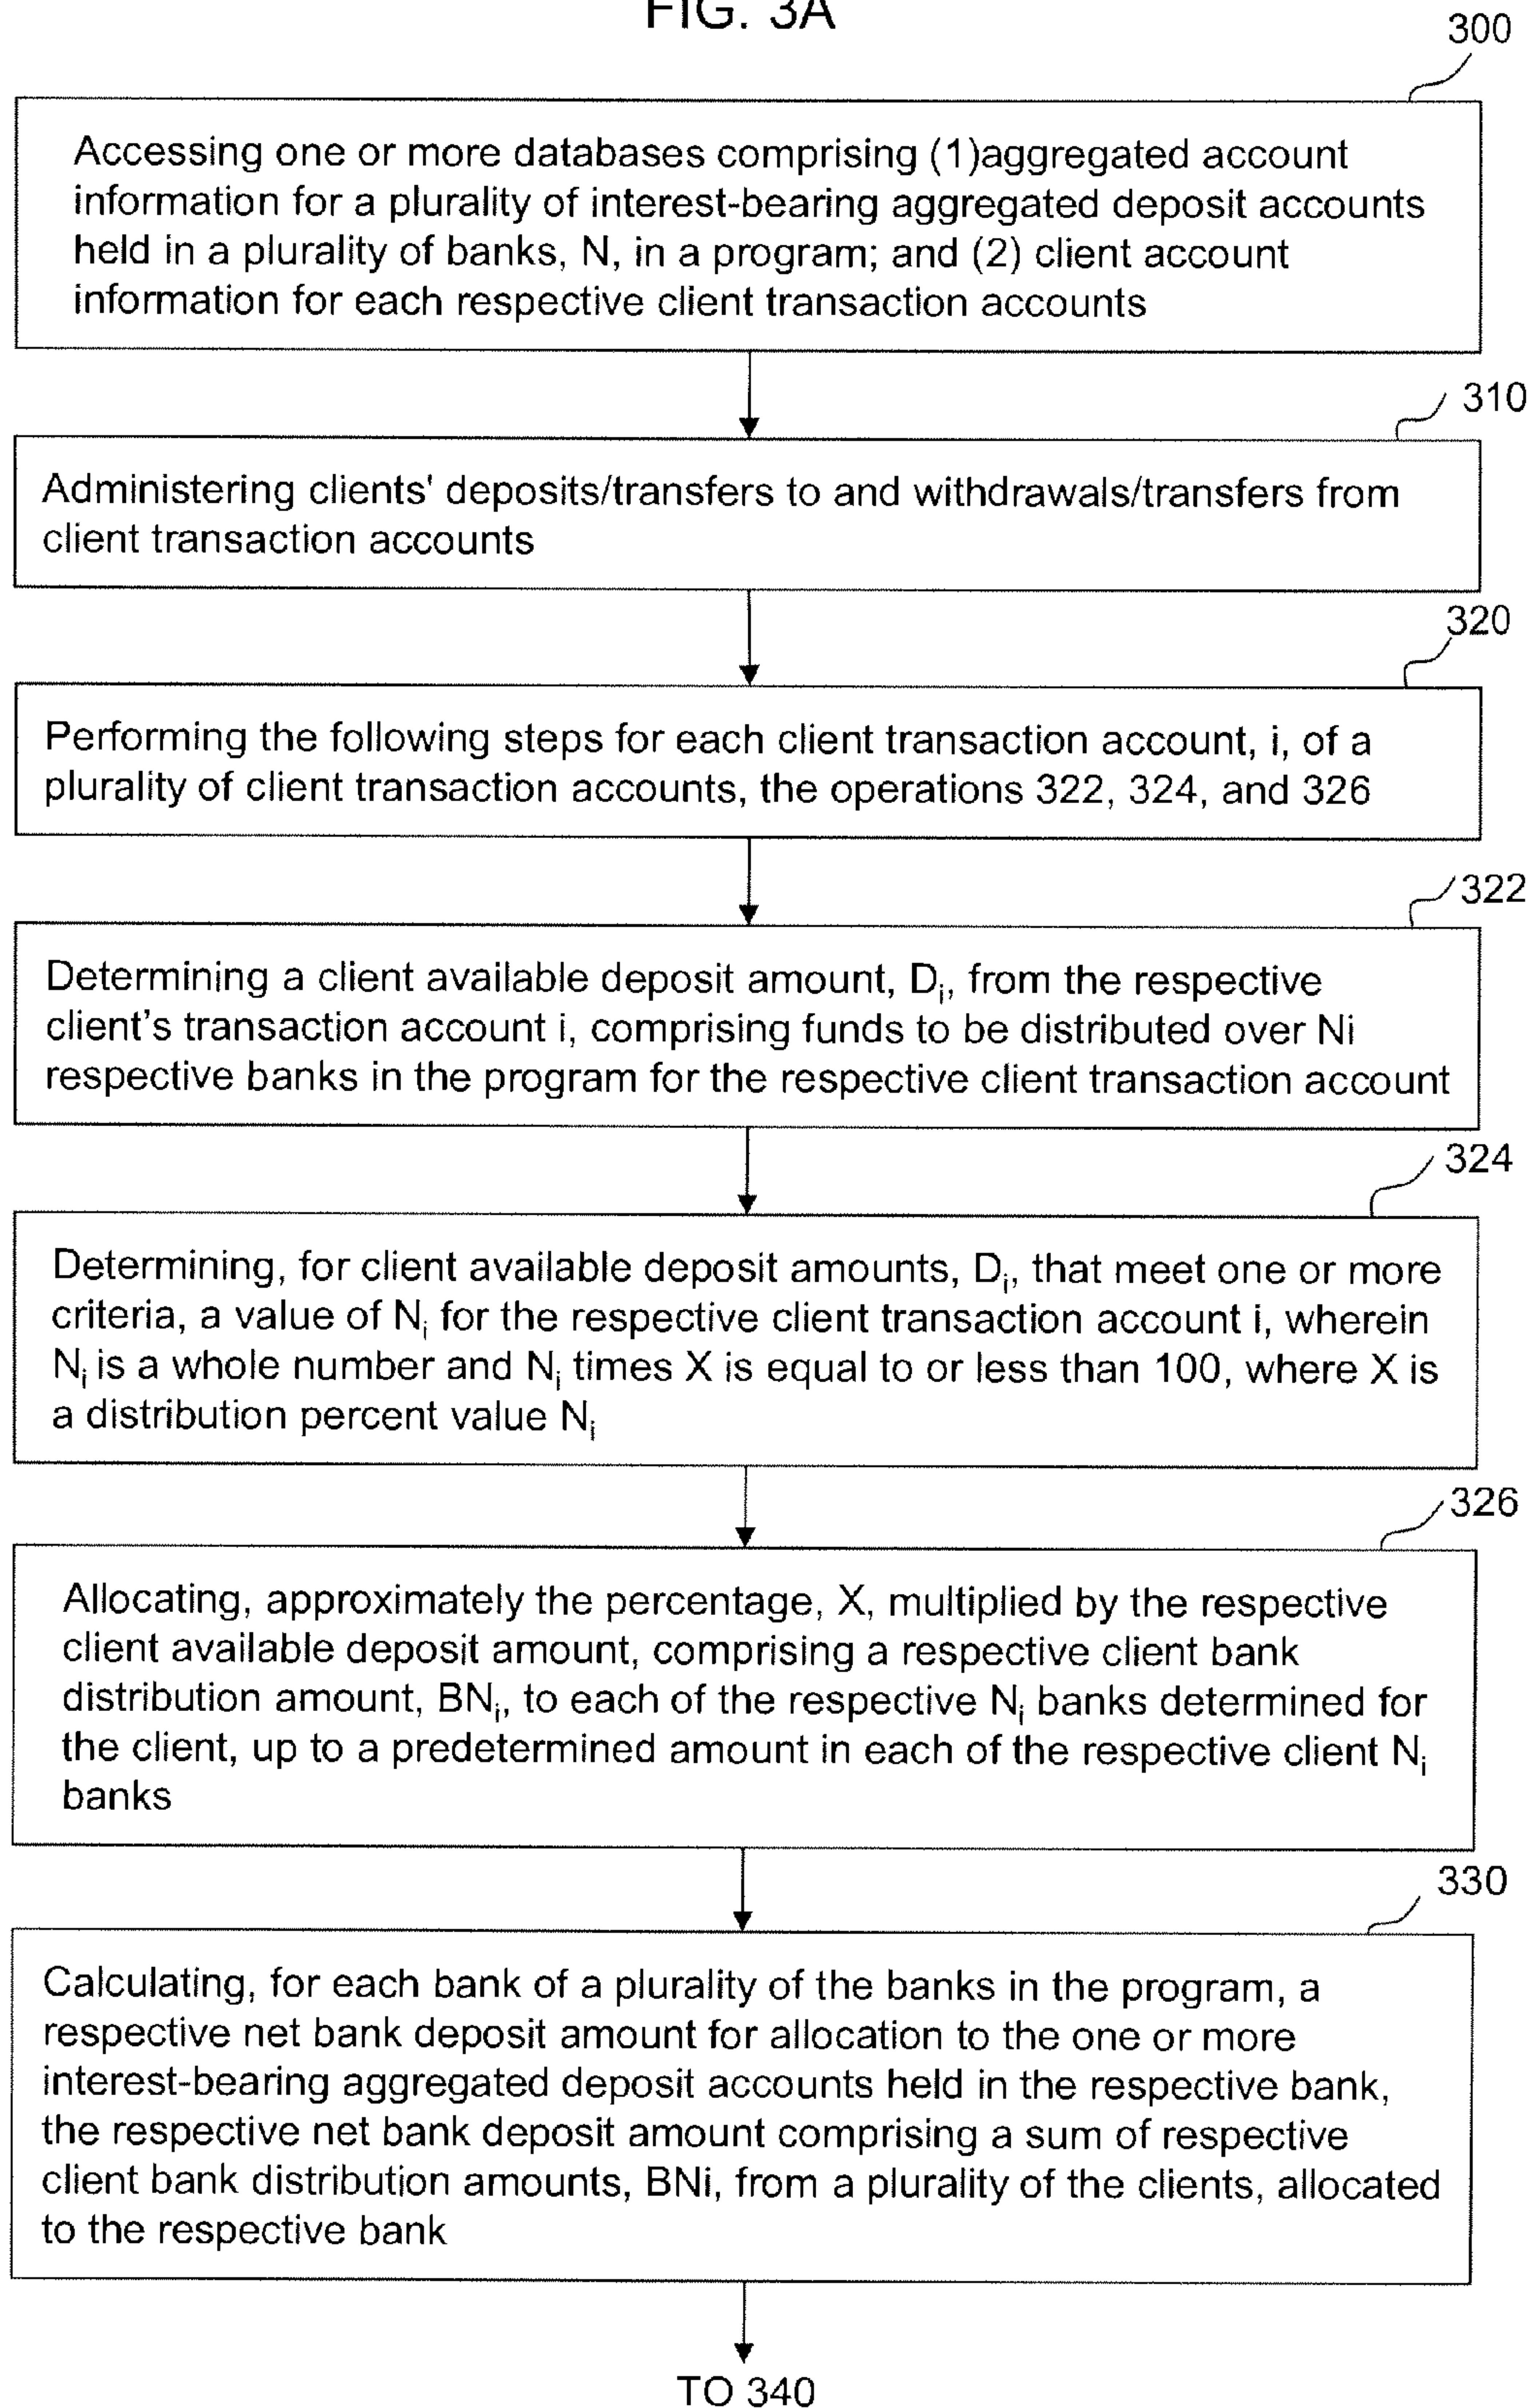 FIG. 3A
300
Accessing one or more databases comprising (1)aggregated account
information for a plurality of interest-bearing aggregated deposit accounts
held in a plurality of banks, N, in a program; and (2) client account
information for each respective client transaction accounts
310
Administering clients' deposits/transfers to and withdrawals/transfers from
client transaction accounts
320
Performing the following steps for each client transaction account, i, of a
plurality of client transaction accounts, the operations 322, 324, and 326
322
Determining a client available deposit amount, Di, from the respective
client’s transaction account i, comprising funds to be distributed over Ni
respective banks in the program for the respective client transaction account
324
Determining, for client available deposit amounts, Di, that meet one or more
criteria, a value of Ni for the respective client transaction account i, wherein
Ni is a whole number and Ni times X is equal to or less than 100, where X is
a distribution percent value Ni
326
Allocating, approximately the percentage, X, multiplied by the respective
client available deposit amount, comprising a respective client bank
distribution amount, BNi, to each of the respective Ni banks determined for
the client, up to a predetermined amount in each of the respective client Ni
banks
330
Calculating, for each bank of a plurality of the banks in the program, a
respective net bank deposit amount for allocation to the one or more
interest-bearing aggregated deposit accounts held in the respective bank,
the respective net bank deposit amount comprising a sum of respective
client bank distribution amounts, BNi, from a plurality of the clients, allocated
to the respective bank
TO 340